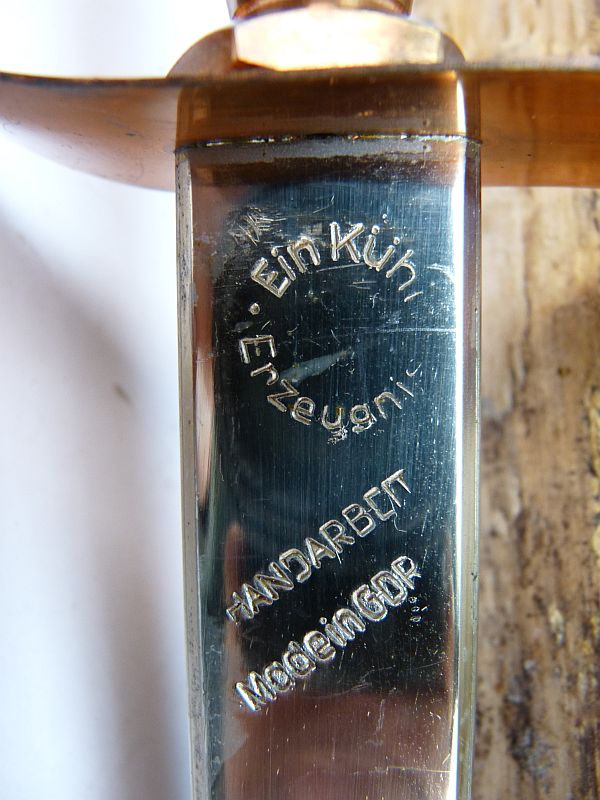 Ein Kühl
Erzeugnis
HANDARBEIT
Made in GDR